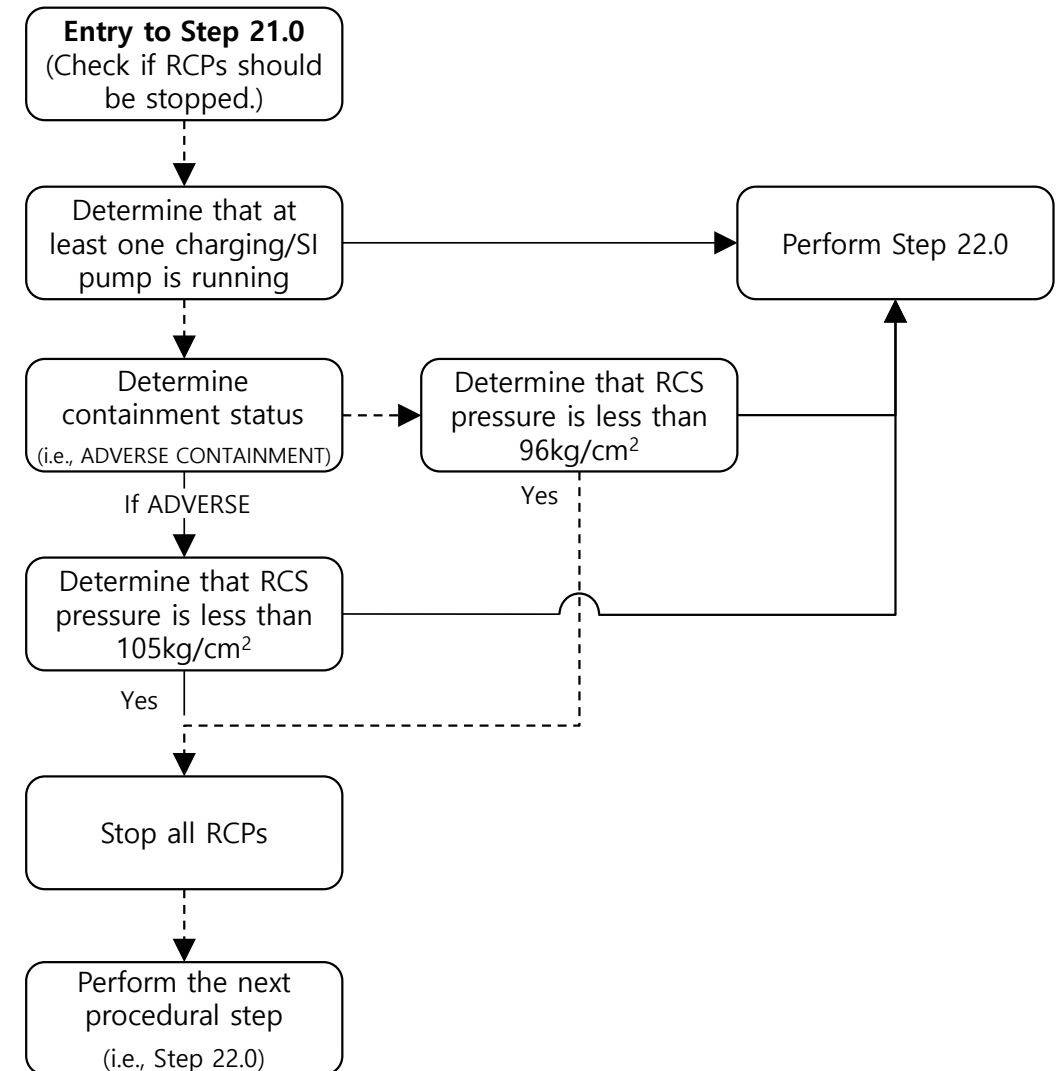 Entry to Step 21.0
(Check if RCPs should
be stopped.)
Determine that at
least one charging/SI
pump is running
Perform Step 22.0
Determine
containment status
(i.e., ADVERSE CONTAINMENT)
Determine that RCS
pressure is less than
96kg/cm²
Yes
If ADVERSE
Determine that RCS
pressure is less than
105kg/cm²
Yes
Stop all RCPs
Perform the next
procedural step
(i.e., Step 22.0)